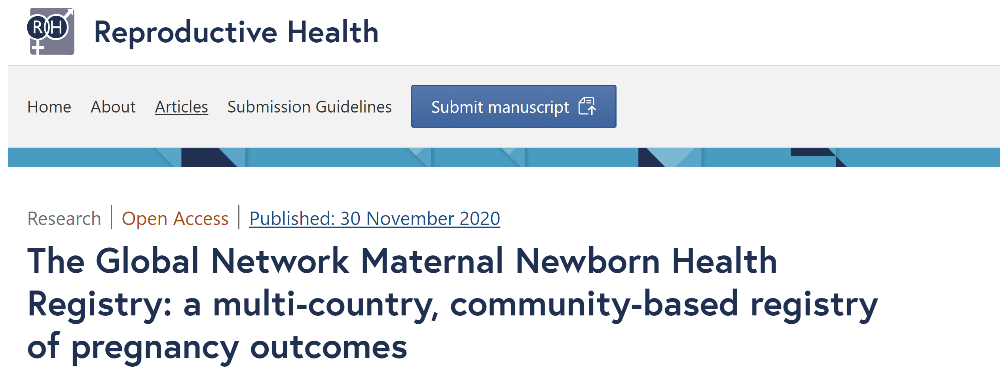 RH
Reproductive Health
Home About Articles Submission Guidelines Submit manuscript
Research Open Access Published: 30 November 2020
The Global Network Maternal Newborn Health
Registry: a multi-country, community-based registry
of pregnancy outcomes